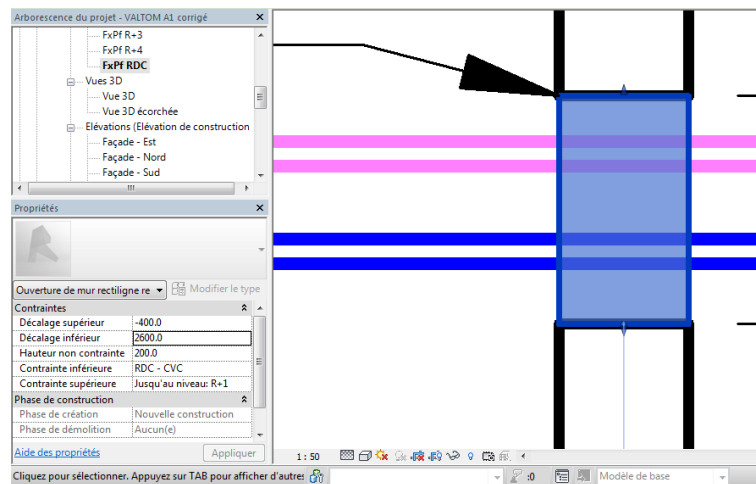 Arborescence du projet - VALTOM A1 corrigé
FxPf R+3
FxPf R+4
FxPf RDC
Vues 3D
Vue 3D
Vue 3D écorchée
Elévations (Elévation de construction
Façade - Est
Façade - Nord
Façade - Sud
Propriétés
Ouverture de mur rectiligne re
Modifier le type
Contraintes
Décalage supérieur -400.0
Décalage inférieur 2600.0
Hauteur non contrainte 200.0
Contrainte inférieure RDC - CVC
Contrainte supérieure Jusqu'au niveau: R+1
Phase de construction
Phase de création Nouvelle construction
Phase de démolition Aucun(e)
Aide des propriétés Appliquer
1 : 50
Cliquez pour sélectionner. Appuyez sur TAB pour afficher d'autres :0 Modèle de base